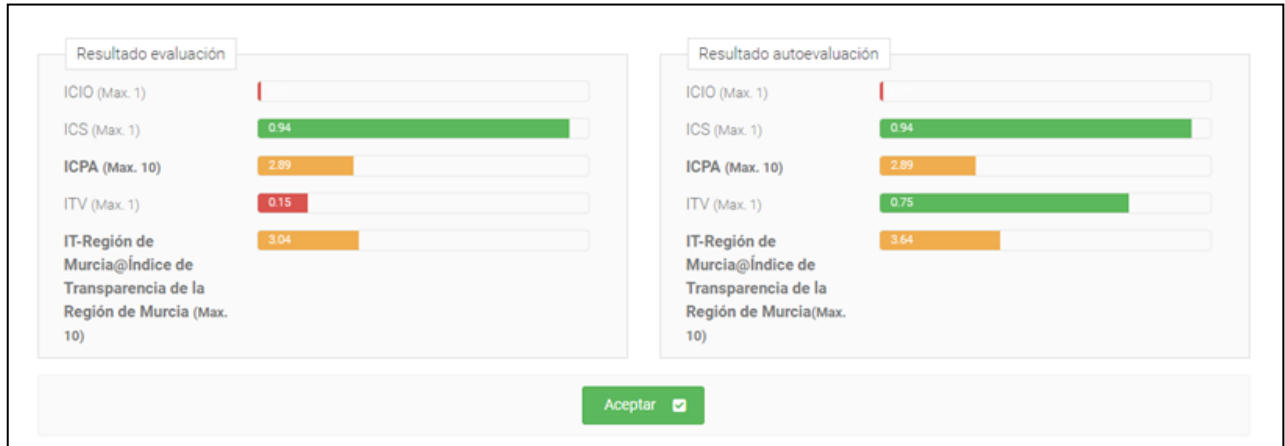 Resultado evaluación
ICIO (Max. 1)
ICS (Max. 1) 0.94
ICPA (Max. 10) 2.89
ITV (Max. 1) 0.15
IT-Región de 3.04
Murcia@Índice de
Transparencia de la
Región de Murcia (Max.
10)
Resultado autoevaluación
ICIO (Max. 1)
ICS (Max. 1) 0.94
ICPA (Max. 10) 2.89
ITV (Max. 1) 0.75
IT-Región de 3.64
Murcia@Índice de
Transparencia de la
Región de Murcia(Max.
10)
Aceptar